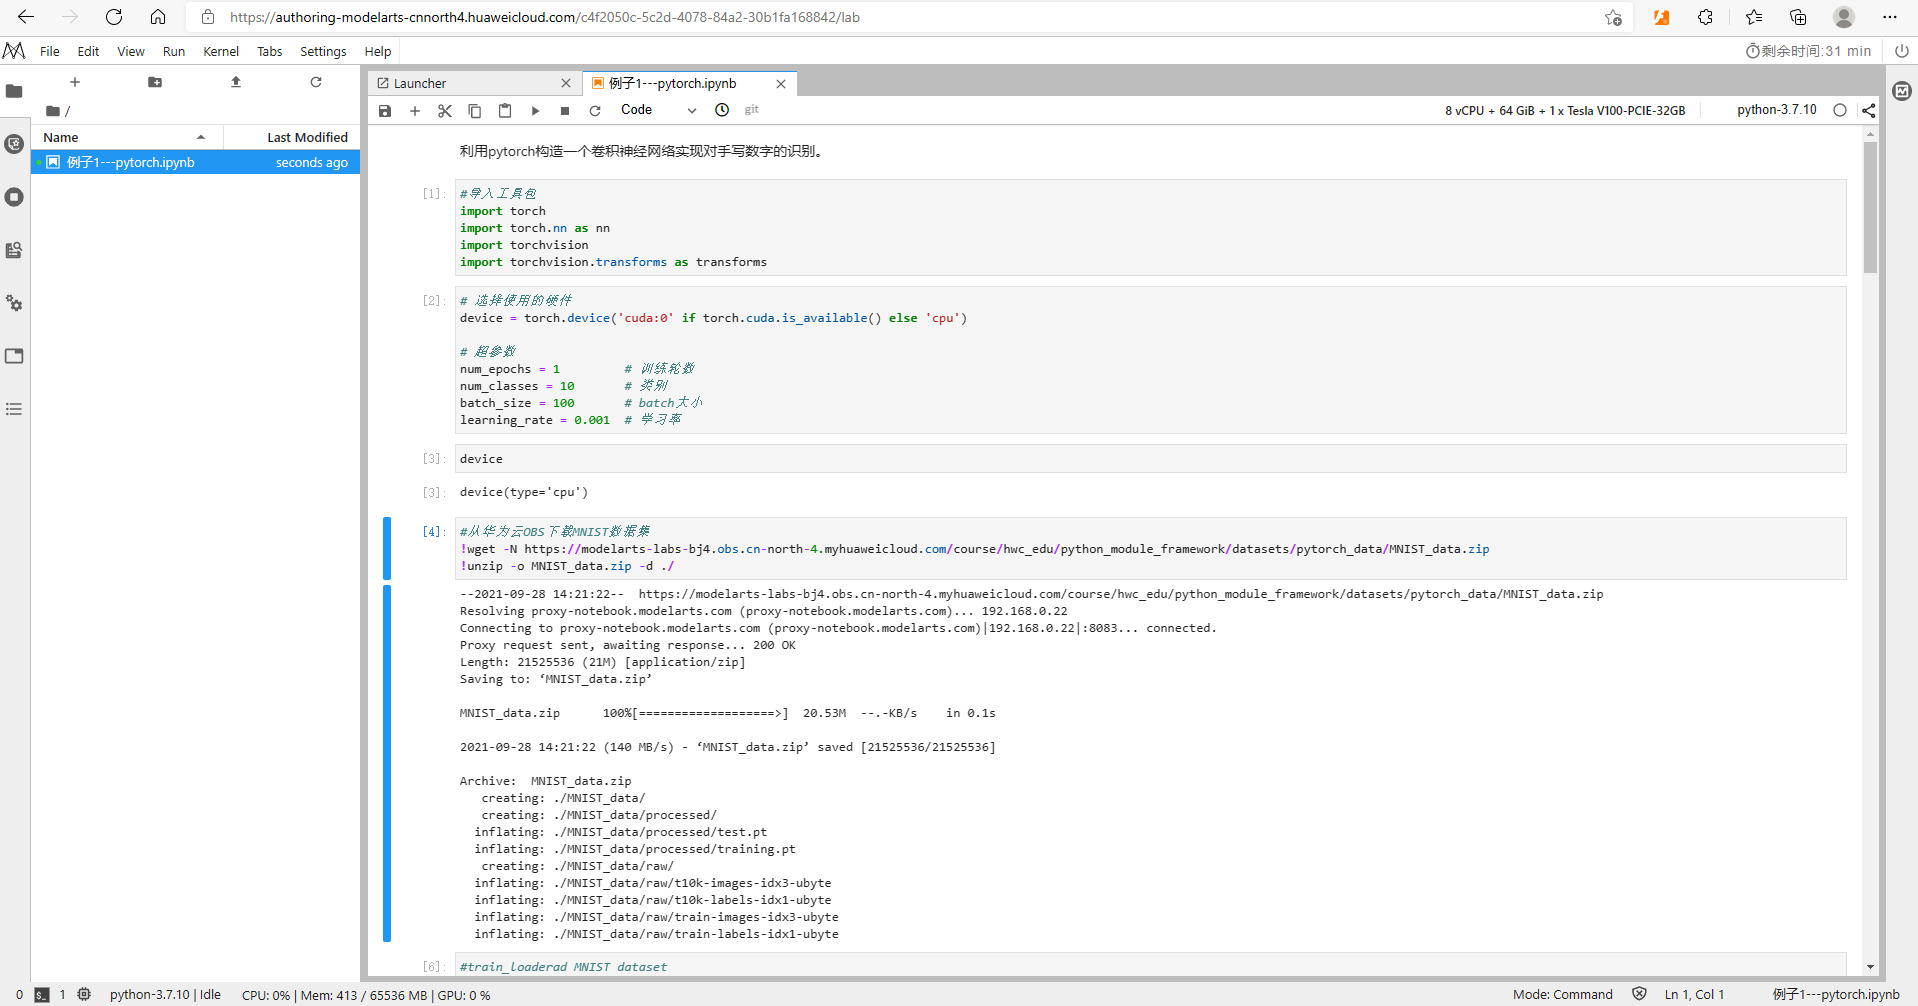 https://authoring-modelarts-cnnorth4.huaweicloud.com/c4f2050c-5c2d-4078-84a2-30b1fa168842/lab
File Edit View Run Kernel Tabs Settings Help
剩余时间:31 min
Launcher
例子1---pytorch.ipynb
/
Code
git
8 vCPU + 64 GiB + 1 x Tesla V100-PCIE-32GB
python-3.7.10
Name Last Modified
例子1---pytorch.ipynb seconds ago
利用pytorch构造一个卷积神经网络实现对手写数字的识别。
[1]: #导入工具包
import torch
import torch.nn as nn
import torchvision
import torchvision.transforms as transforms
[2]: # 选择使用的硬件
device = torch.device('cuda:0' if torch.cuda.is_available() else 'cpu')
# 超参数
num_epochs = 1 # 训练轮数
num_classes = 10 # 类别
batch_size = 100 # batch大小
learning_rate = 0.001 # 学习率
[3]: device
[3]: device(type='cpu')
[4]: #从华为云OBS下载MNIST数据集
!wget -N https://modelarts-labs-bj4.obs.cn-north-4.myhuaweicloud.com/course/hwc_edu/python_module_framework/datasets/pytorch_data/MNIST_data.zip
!unzip -o MNIST_data.zip -d ./
--2021-09-28 14:21:22-- https://modelarts-labs-bj4.obs.cn-north-4.myhuaweicloud.com/course/hwc_edu/python_module_framework/datasets/pytorch_data/MNIST_data.zip
Resolving proxy-notebook.modelarts.com (proxy-notebook.modelarts.com)... 192.168.0.22
Connecting to proxy-notebook.modelarts.com (proxy-notebook.modelarts.com)|192.168.0.22|:8083... connected.
Proxy request sent, awaiting response... 200 OK
Length: 21525536 (21M) [application/zip]
Saving to: ‘MNIST_data.zip’
MNIST_data.zip 100%[===================>] 20.53M --.-KB/s in 0.1s
2021-09-28 14:21:22 (140 MB/s) - ‘MNIST_data.zip’ saved [21525536/21525536]
Archive: MNIST_data.zip
creating: ./MNIST_data/
creating: ./MNIST_data/processed/
inflating: ./MNIST_data/processed/test.pt
inflating: ./MNIST_data/processed/training.pt
creating: ./MNIST_data/raw/
inflating: ./MNIST_data/raw/t10k-images-idx3-ubyte
inflating: ./MNIST_data/raw/t10k-labels-idx1-ubyte
inflating: ./MNIST_data/raw/train-images-idx3-ubyte
inflating: ./MNIST_data/raw/train-labels-idx1-ubyte
[6]: #train_loaderad MNIST dataset
0 1 python-3.7.10 | Idle CPU: 0% | Mem: 413 / 65536 MB | GPU: 0 % Mode: Command Ln 1, Col 1 例子1---pytorch.ipynb